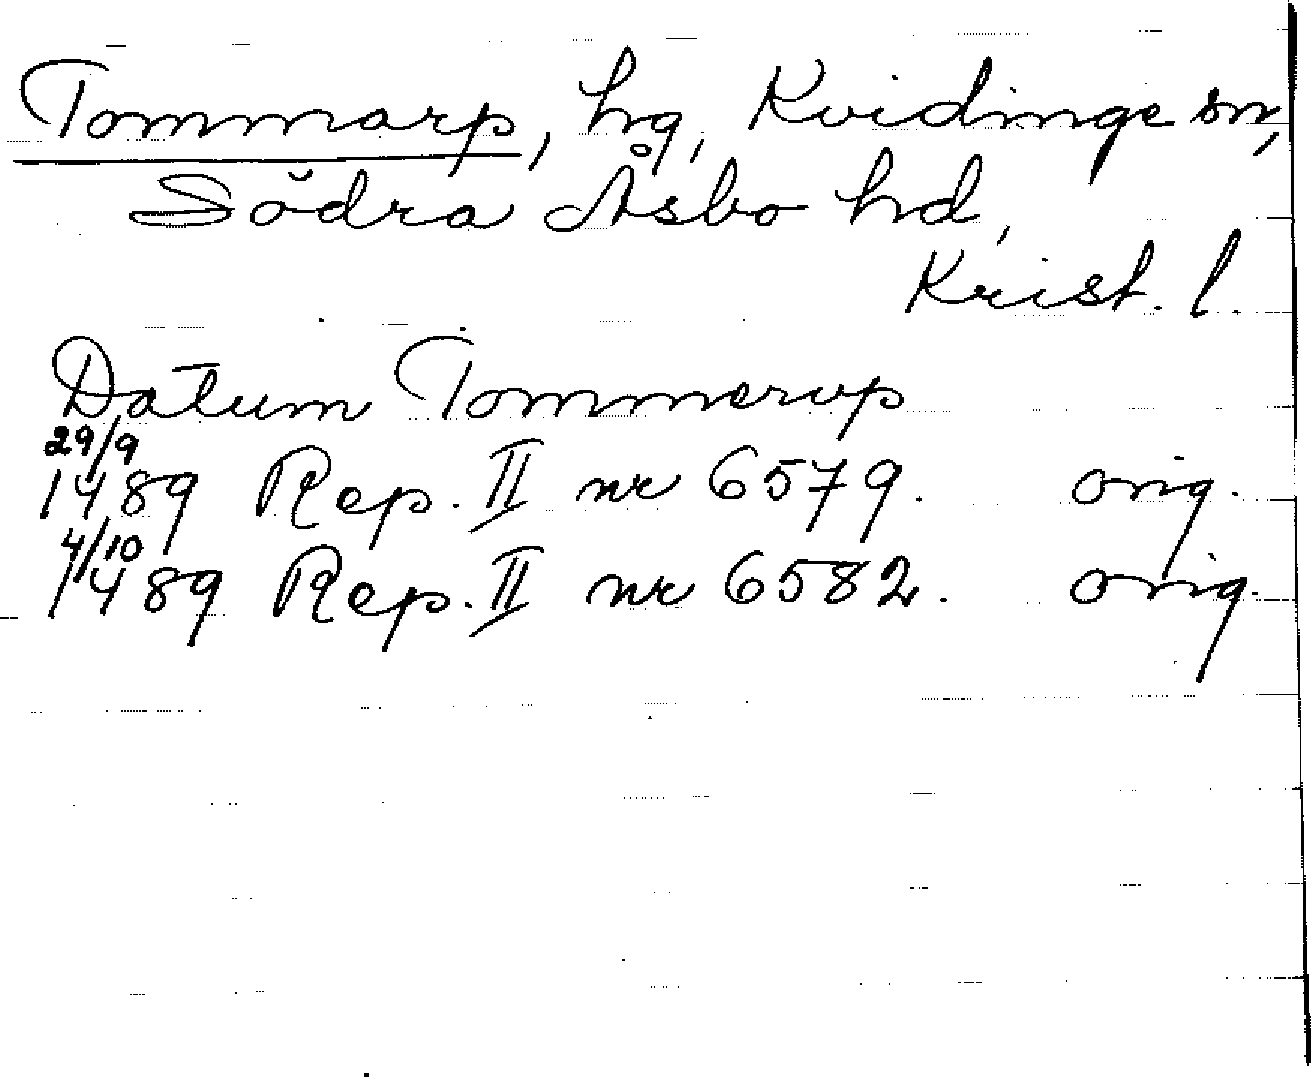 Tommarp, hg, Kvidinge sn,
Södra Åsbo hd,
Krist. l.
Datum Tommerup
29/9
1489 Rep. II nr 6579. orig.
4/10
1489 Rep. II nr 6582. orig.